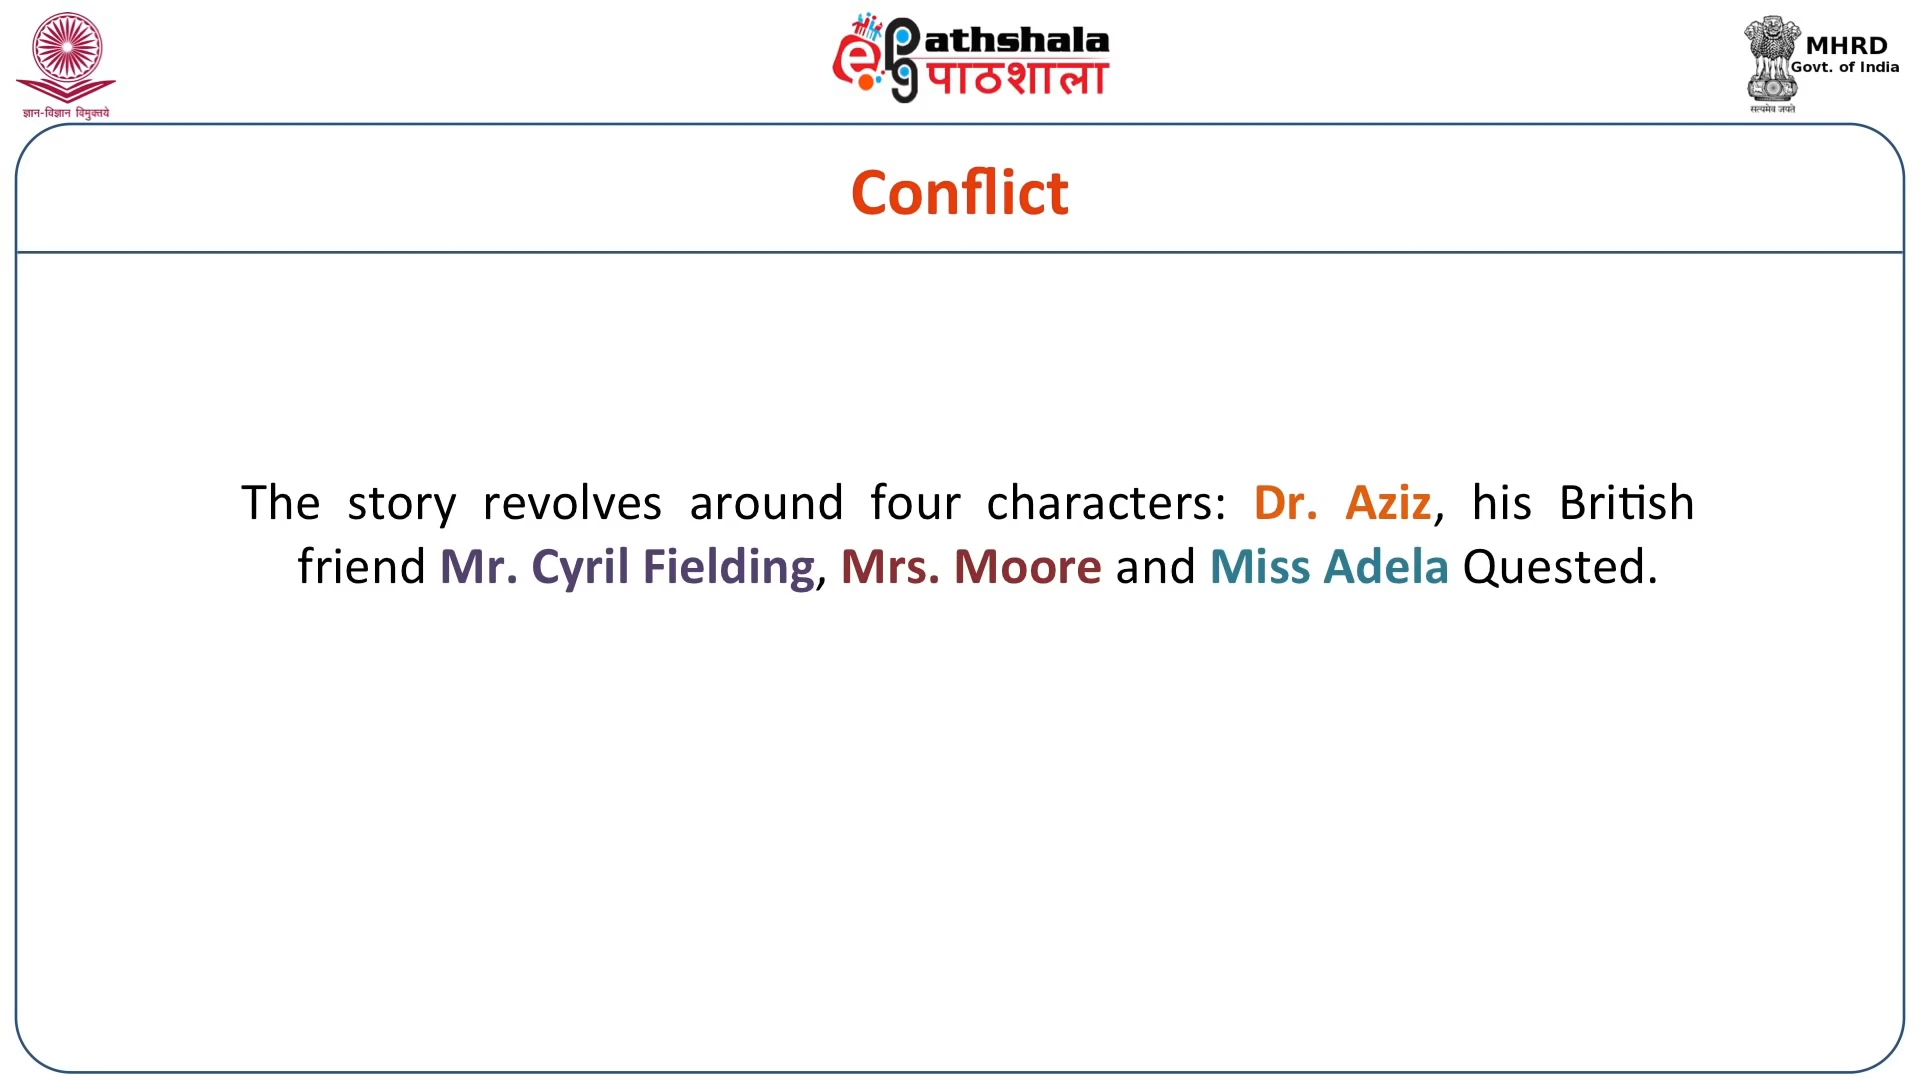 ज्ञान-विज्ञान विमुक्तये
ePathshala
पाठशाला
MHRD
Govt. of India
सत्यमेव जयते
Conflict
The story revolves around four characters: Dr. Aziz, his British
friend Mr. Cyril Fielding, Mrs. Moore and Miss Adela Quested.